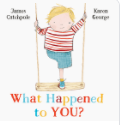 James Catchpole
Karen George
What Happened
to YOU?